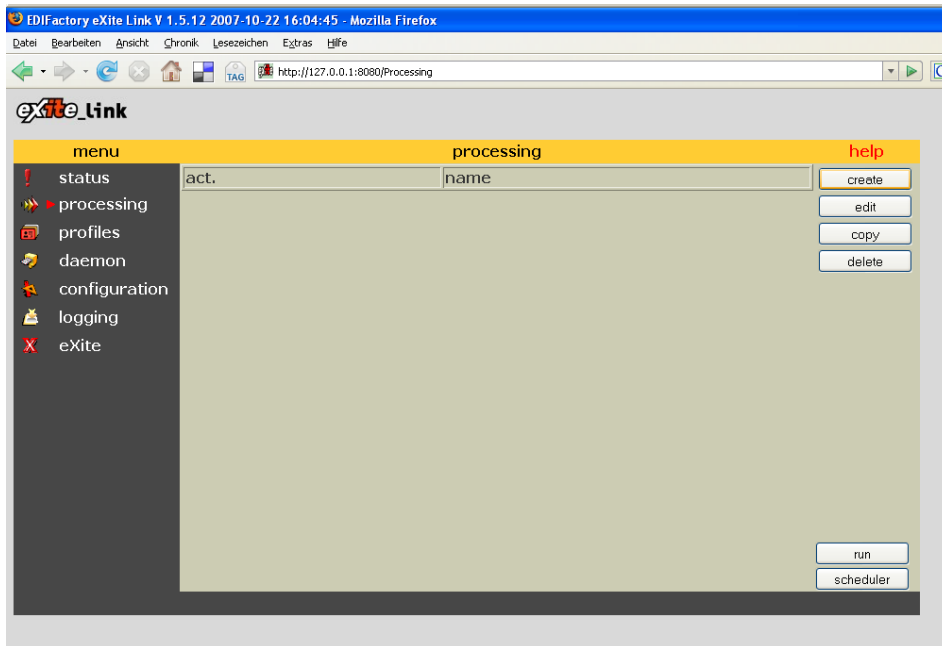 EDIFactory eXite Link V 1.5.12 2007-10-22 16:04:45 - Mozilla Firefox
Datei Bearbeiten Ansicht Chronik Lesezeichen Extras Hilfe
TAG http://127.0.0.1:8080/Processing
eXite_Link
menu processing help
status act. name create
processing edit
profiles copy
daemon delete
configuration
logging
eXite
run
scheduler